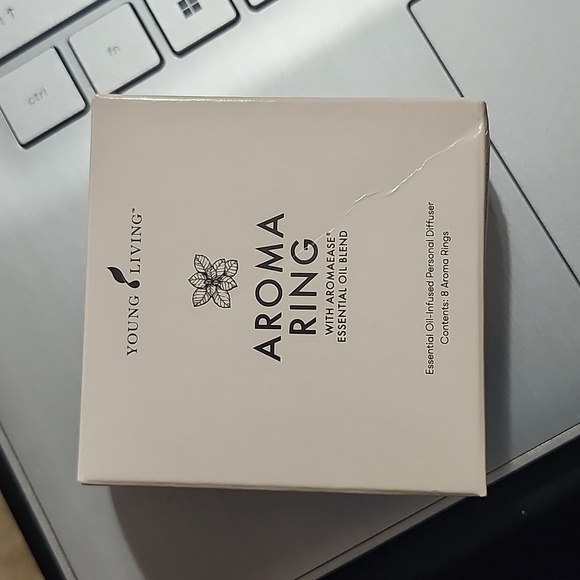 YOUNG LIVING™
AROMA
RING
WITH AROMAEASE®
ESSENTIAL OIL BLEND
Essential Oil-Infused Personal Diffuser
Contents: 8 Aroma Rings
ctrl
fn